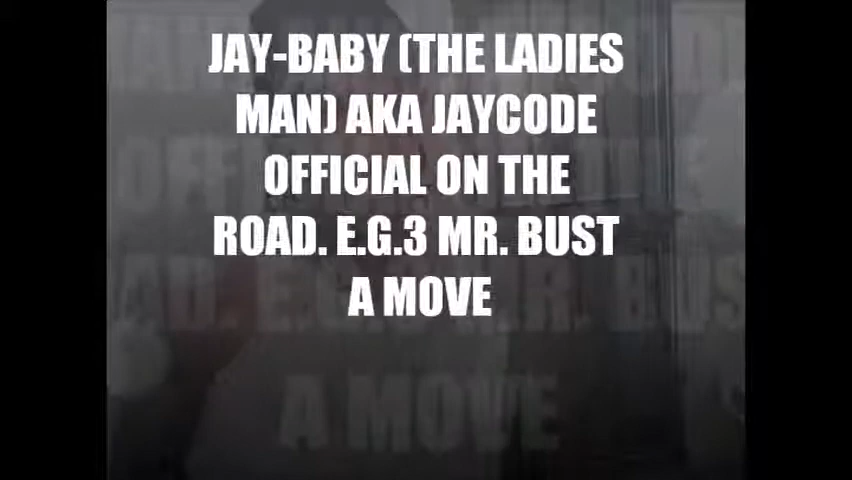 JAY-BABY (THE LADIES
MAN) AKA JAYCODE
OFFICIAL ON THE
ROAD. E.G.3 MR. BUST
A MOVE